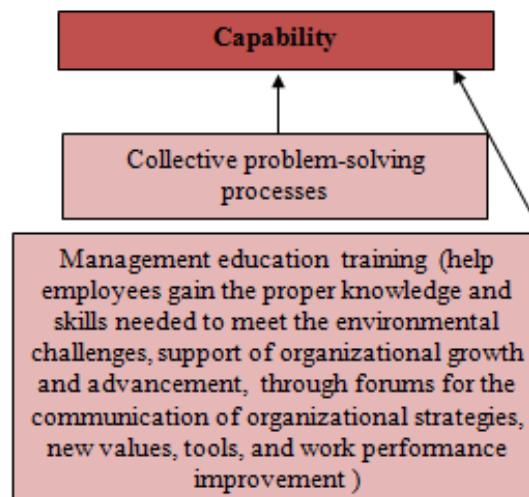 Capability
Collective problem-solving
processes
Management education training (help
employees gain the proper knowledge and
skills needed to meet the environmental
challenges, support of organizational growth
and advancement, through forums for the
communication of organizational strategies,
new values, tools, and work performance
improvement )